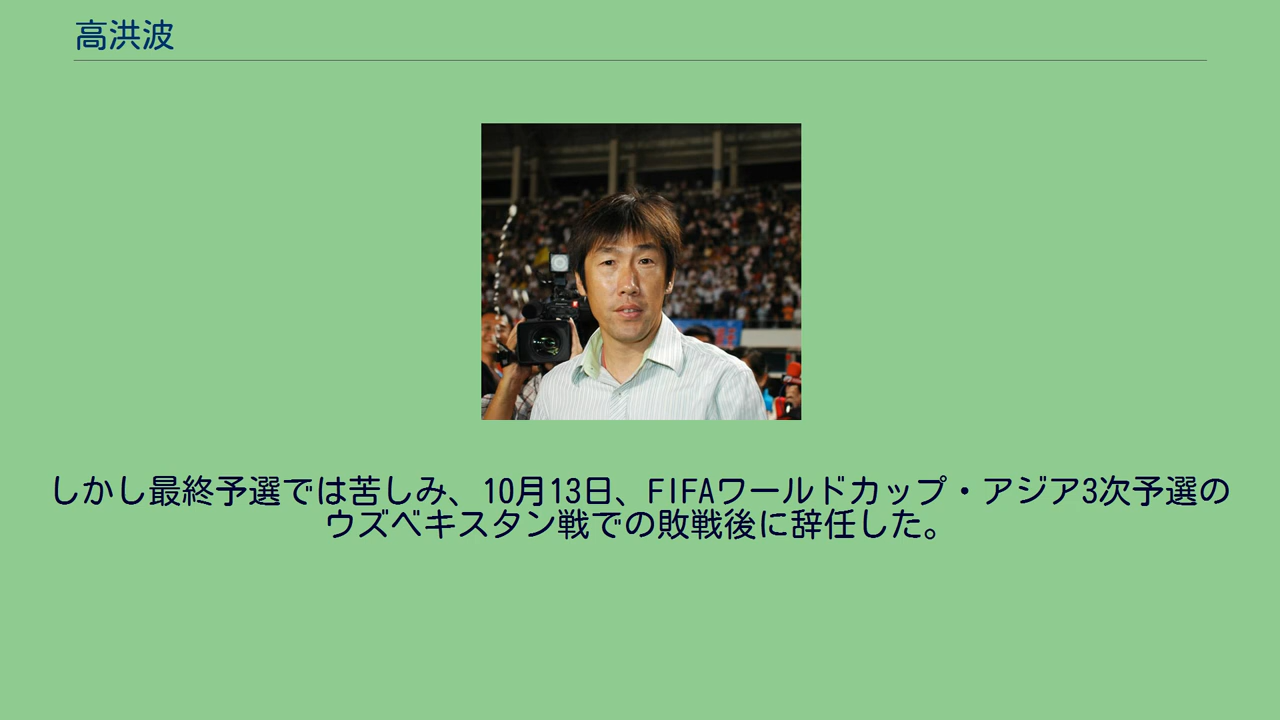 高洪波
しかし最終予選では苦しみ、10月13日、FIFAワールドカップ・アジア3次予選の
ウズベキスタン戦での敗戦後に辞任した。